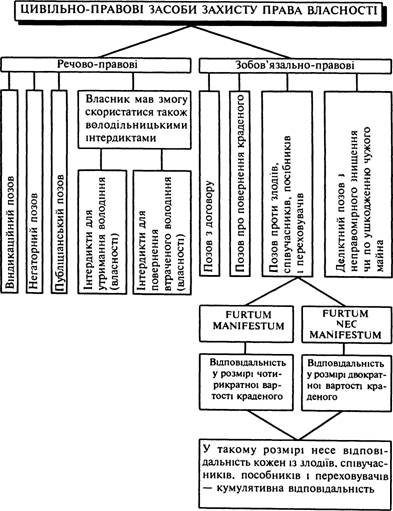 ЦИВІЛЬНО-ПРАВОВІ ЗАСОБИ ЗАХИСТУ ПРАВА ВЛАСНОСТІ
Речово-правові
Зобов'язально-правові
Віндикаційний позов
Негаторний позов
Публіціанський позов
Власник мав змогу
скористатися також
володільницькими
інтердиктами
Інтердикти для
утримання володіння
(власності)
Інтердикти для
повернення
втраченого володіння
(власності)
Позов з договору
Позов про повернення краденого
Позов проти злодіїв,
співучасників, посібників
і переховувачів
Деліктний позов з
неправомірного знищення
чи по ушкодженню чужого
майна
FURTUM
MANIFESTUM
FURTUM
NEC
MANIFESTUM
Відповідальність
у розмірі чоти-
рикратної вар-
тості краденого
Відповідальність
у розмірі двократ-
ної вартості кра-
деного
У такому розмірі несе відпові-
дальність кожен із злодіїв, співучас-
ників, пособників і переховувачів
— кумулятивна відповідальність